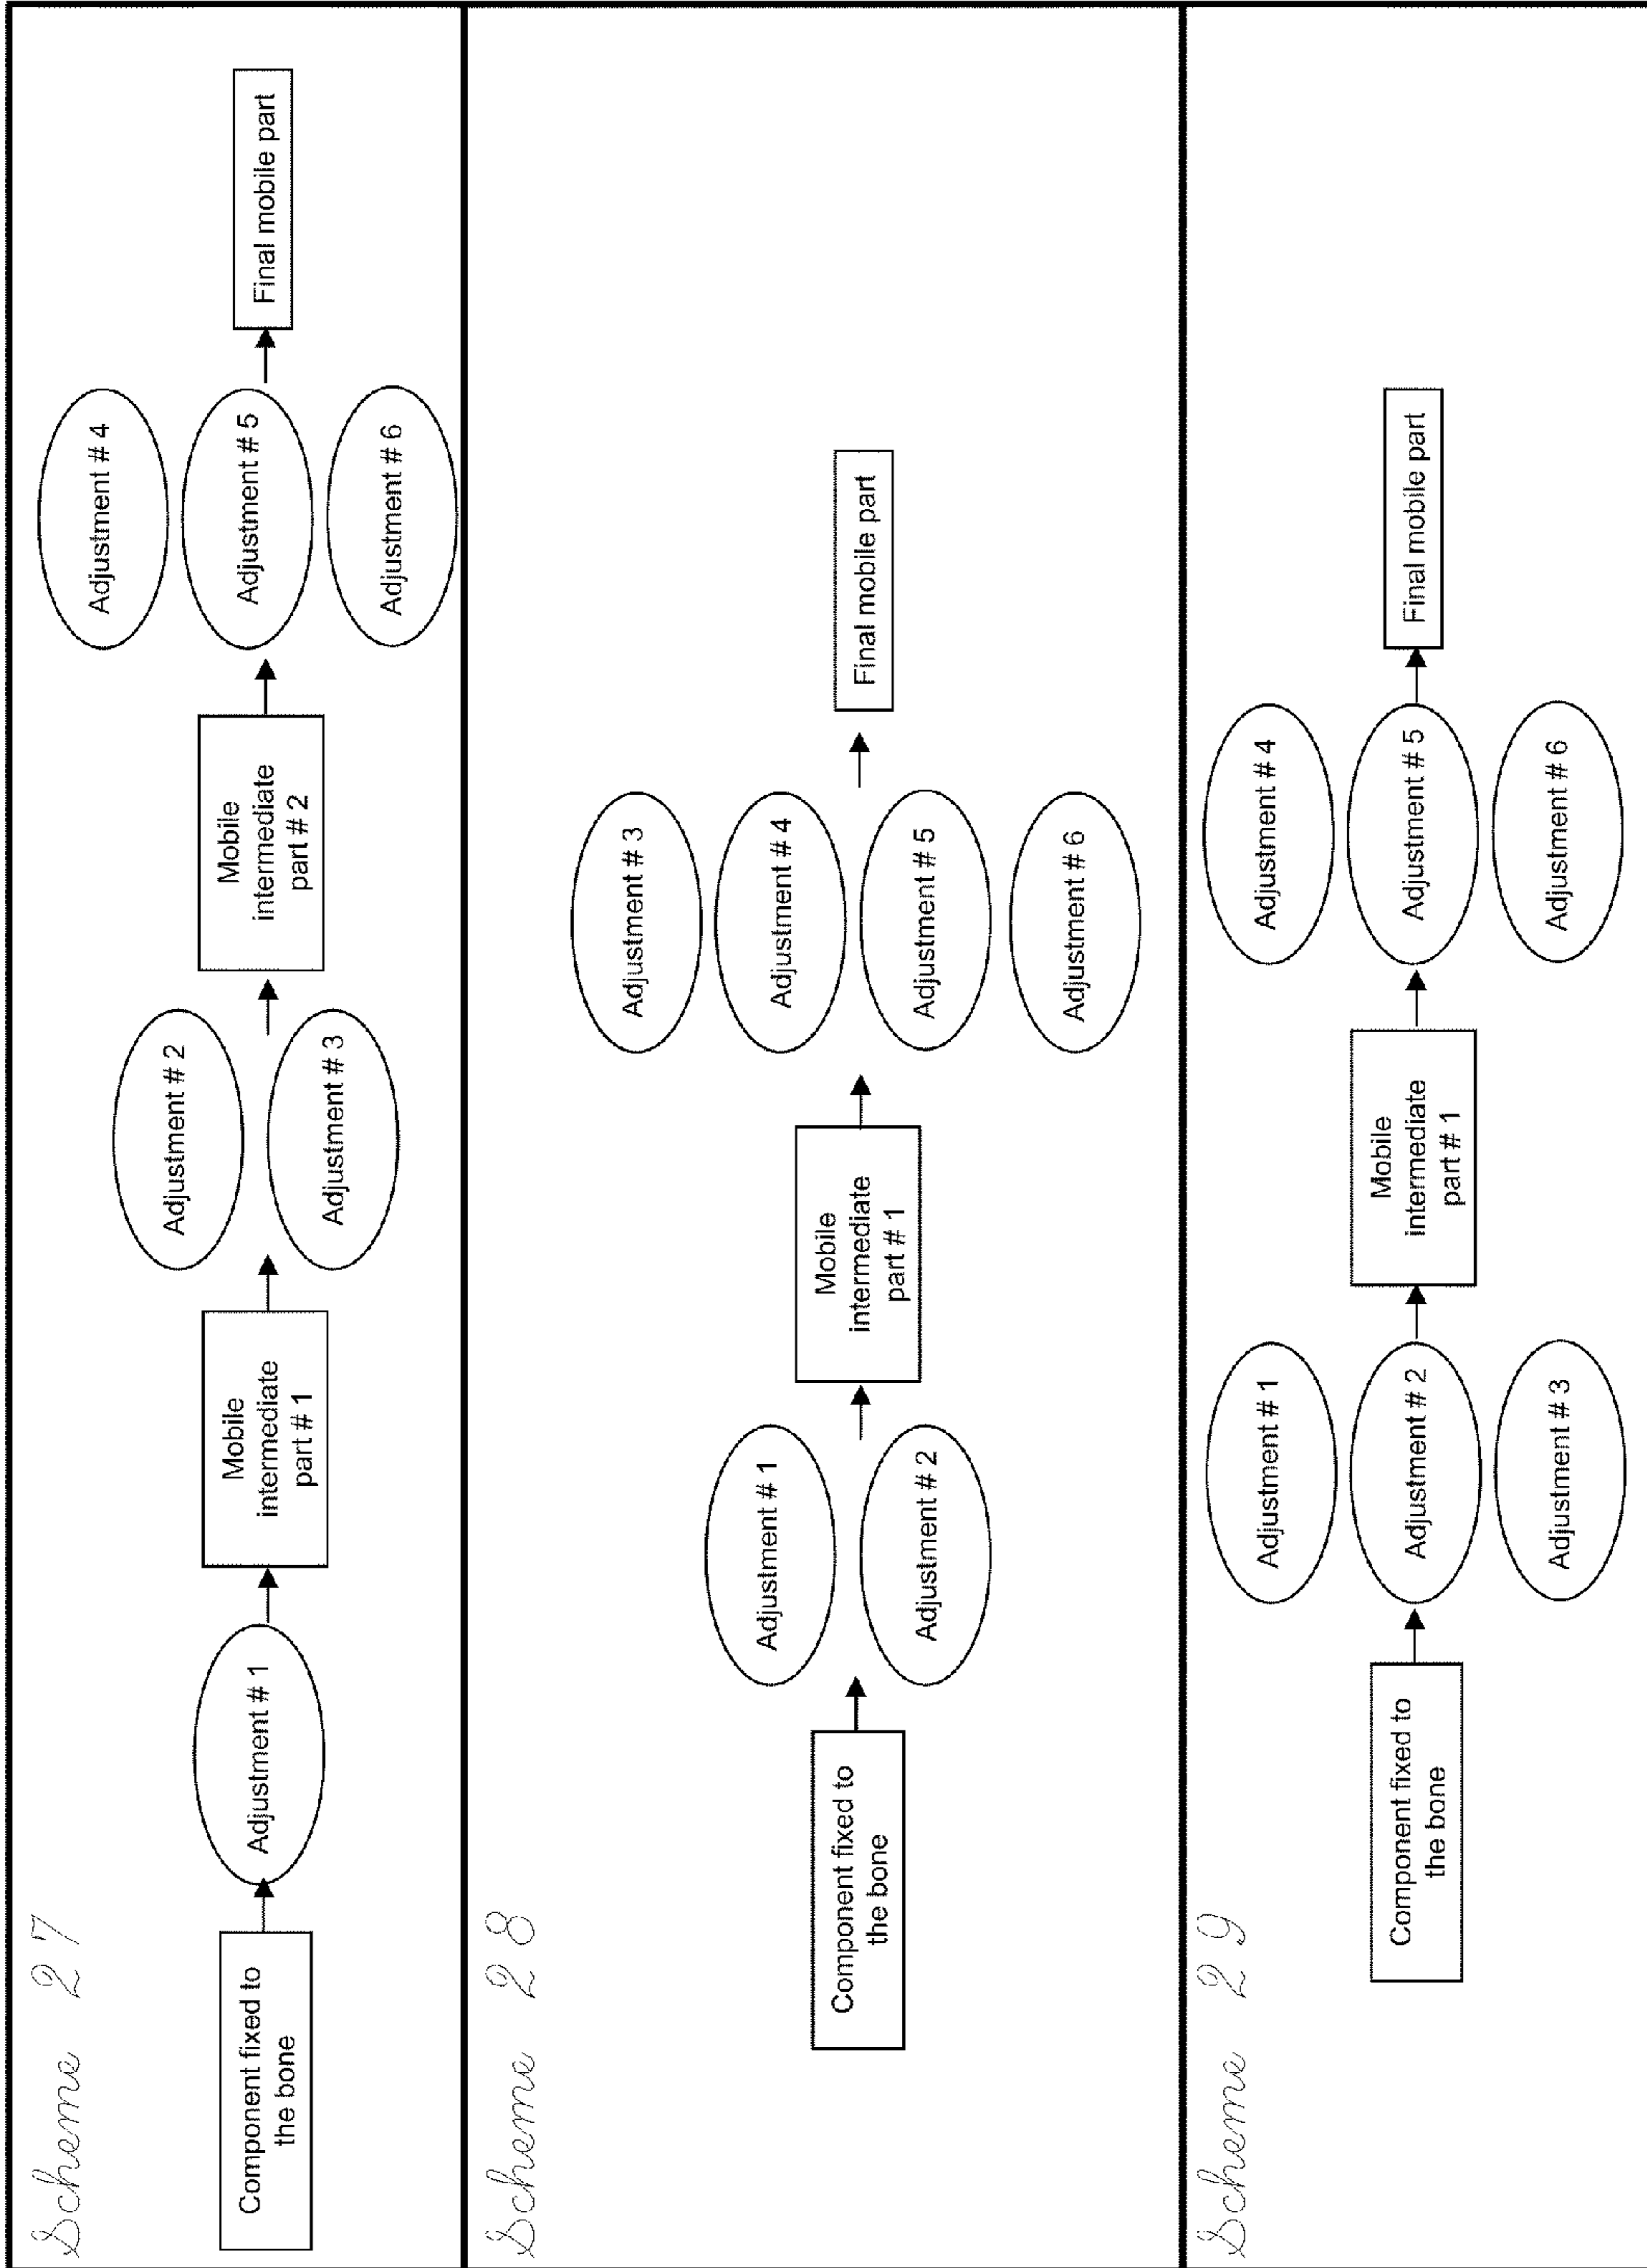 Scheme 27
Component fixed to
the bone
Adjustment # 1
Mobile
intermediate
part # 1
Adjustment # 2
Adjustment # 3
Mobile
intermediate
part # 2
Adjustment # 4
Adjustment # 5
Adjustment # 6
Final mobile part
Scheme 28
Component fixed to
the bone
Adjustment # 1
Adjustment # 2
Mobile
intermediate
part # 1
Adjustment # 3
Adjustment # 4
Adjustment # 5
Adjustment # 6
Final mobile part
Scheme 29
Component fixed to
the bone
Adjustment # 1
Adjustment # 2
Adjustment # 3
Mobile
intermediate
part # 1
Adjustment # 4
Adjustment # 5
Adjustment # 6
Final mobile part